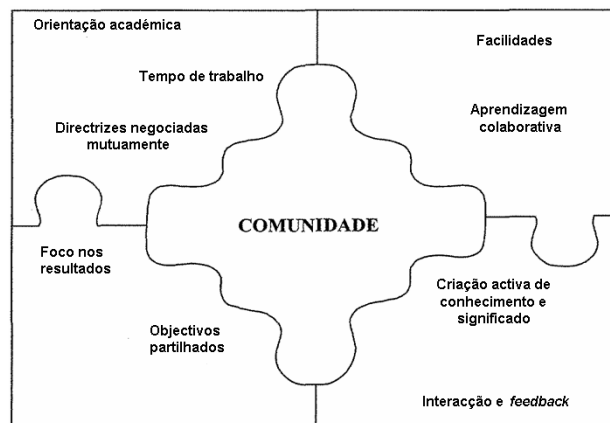 Orientação académica
Tempo de trabalho
Directrizes negociadas
mutuamente
Facilidades
Aprendizagem
colaborativa
COMUNIDADE
Foco nos
resultados
Objectivos
partilhados
Criação activa de
conhecimento e
significado
Interacção e feedback